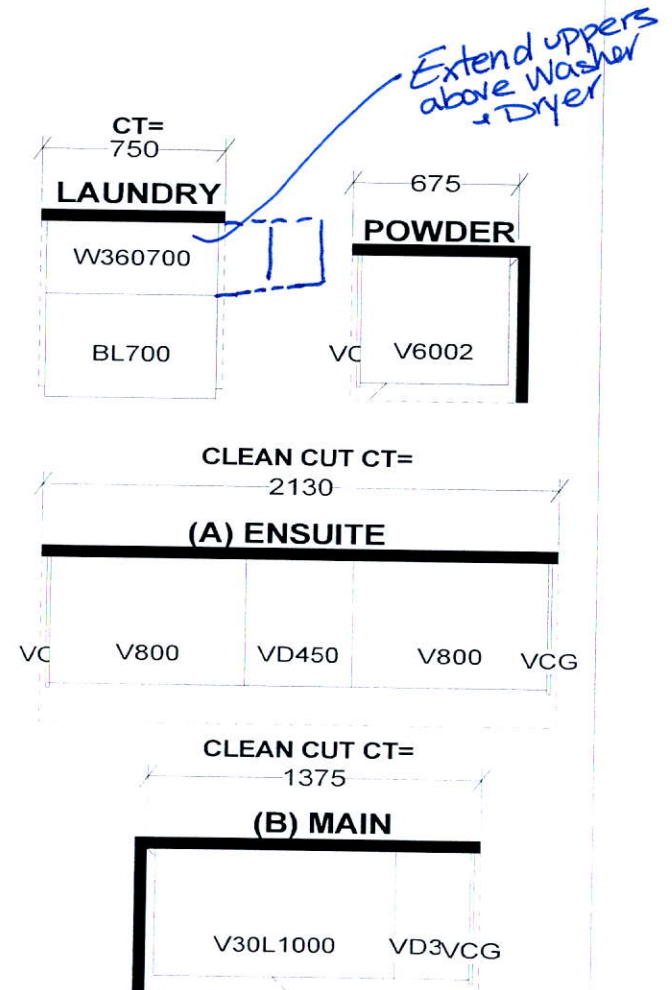 Extend uppers
above Washer
+ Dryer
CT=
750
LAUNDRY
W360700
BL700
675
POWDER
VC V6002
CLEAN CUT CT=
2130
(A) ENSUITE
VC V800 VD450 V800 VCG
CLEAN CUT CT=
1375
(B) MAIN
V30L1000 VD3VCG